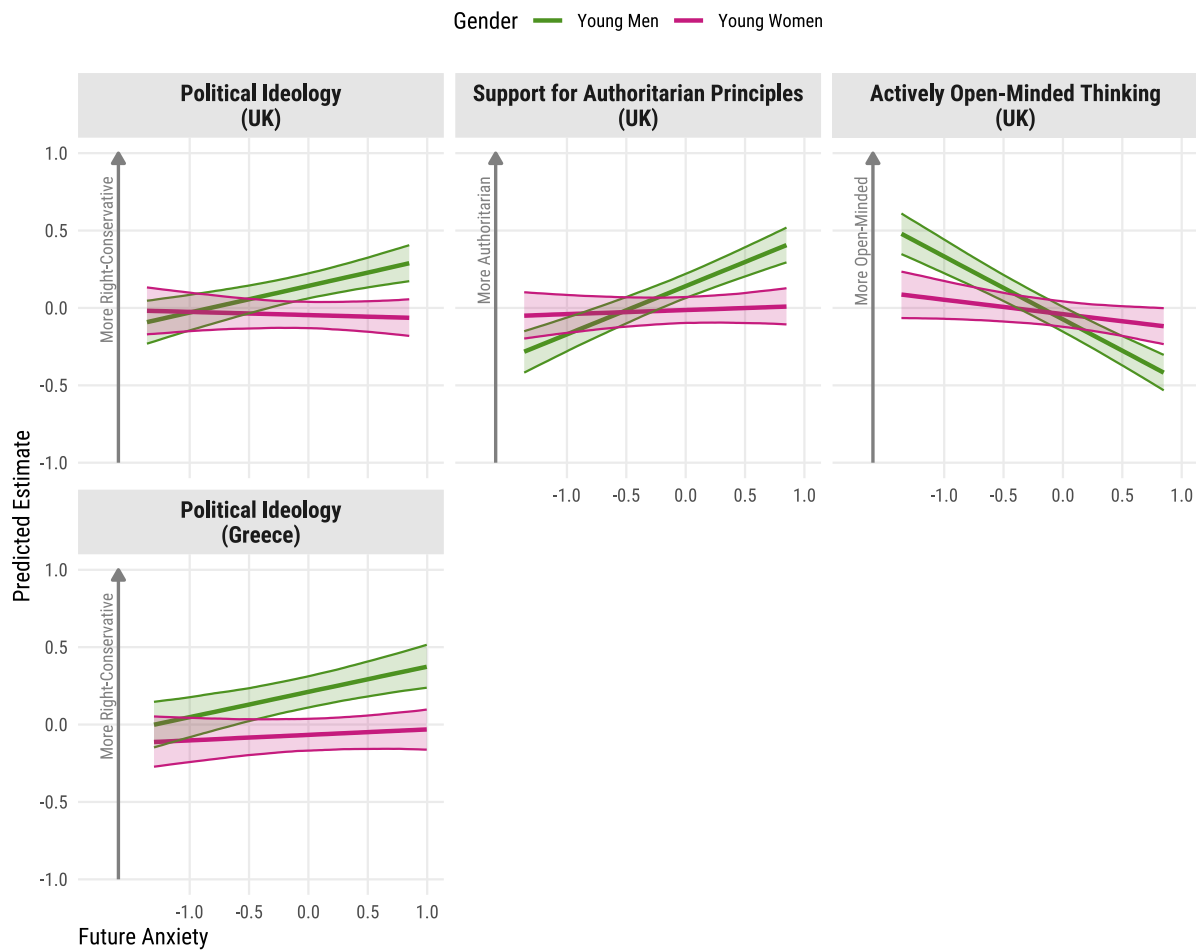 Gender Young Men Young Women
Political Ideology
(UK)
Support for Authoritarian Principles
(UK)
Actively Open-Minded Thinking
(UK)
Predicted Estimate
1.0
0.5
0.0
-0.5
-1.0
More Right-Conservative
More Authoritarian
More Open-Minded
-1.0 -0.5 0.0 0.5 1.0
-1.0 -0.5 0.0 0.5 1.0
Political Ideology
(Greece)
1.0
0.5
0.0
-0.5
-1.0
More Right-Conservative
-1.0 -0.5 0.0 0.5 1.0
Future Anxiety